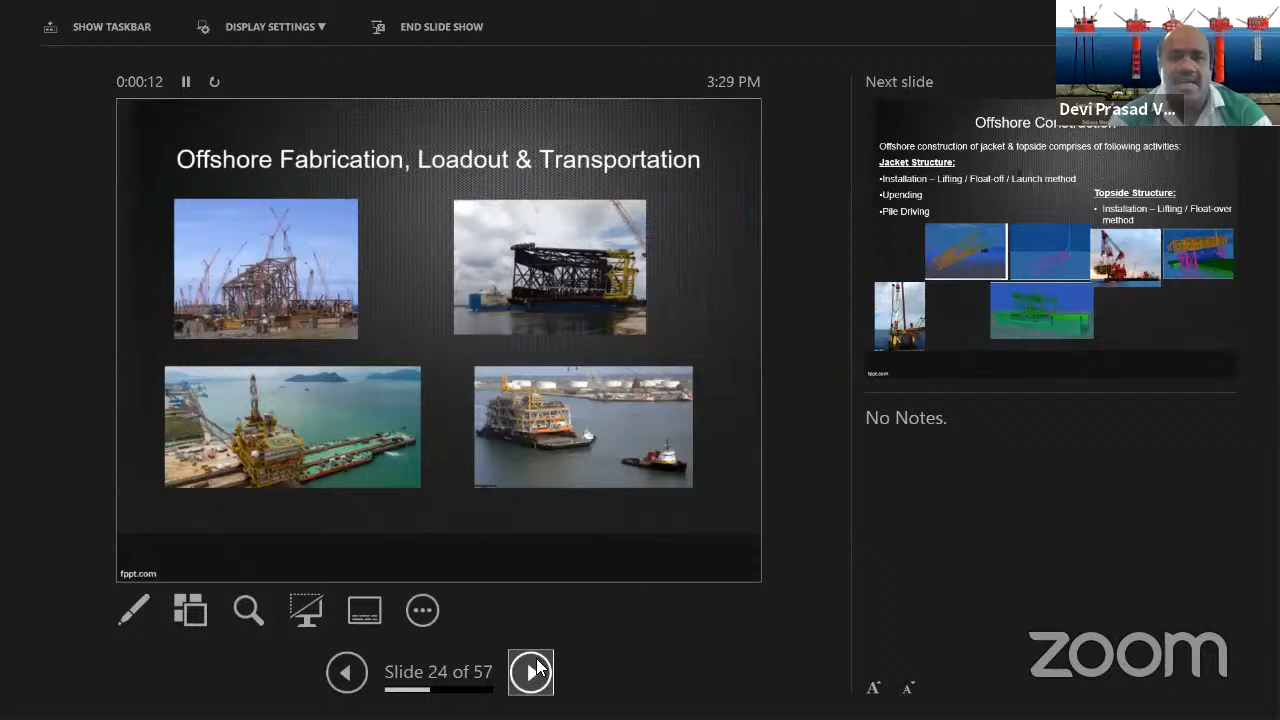 SHOW TASKBAR
DISPLAY SETTINGS ▼
END SLIDE SHOW
0:00:12
3:29 PM
Next slide
Devi Prasad V...
Offshore Fabrication, Loadout & Transportation
fppt.com
Offshore
Offshore construction of jacket & topside comprises of following activities:
Jacket Structure:
•Installation – Lifting / Float-off / Launch method
•Upending
•Pile Driving
Topside Structure:
• Installation – Lifting / Float-over
method
fppt.com
No Notes.
Slide 24 of 57
zoom